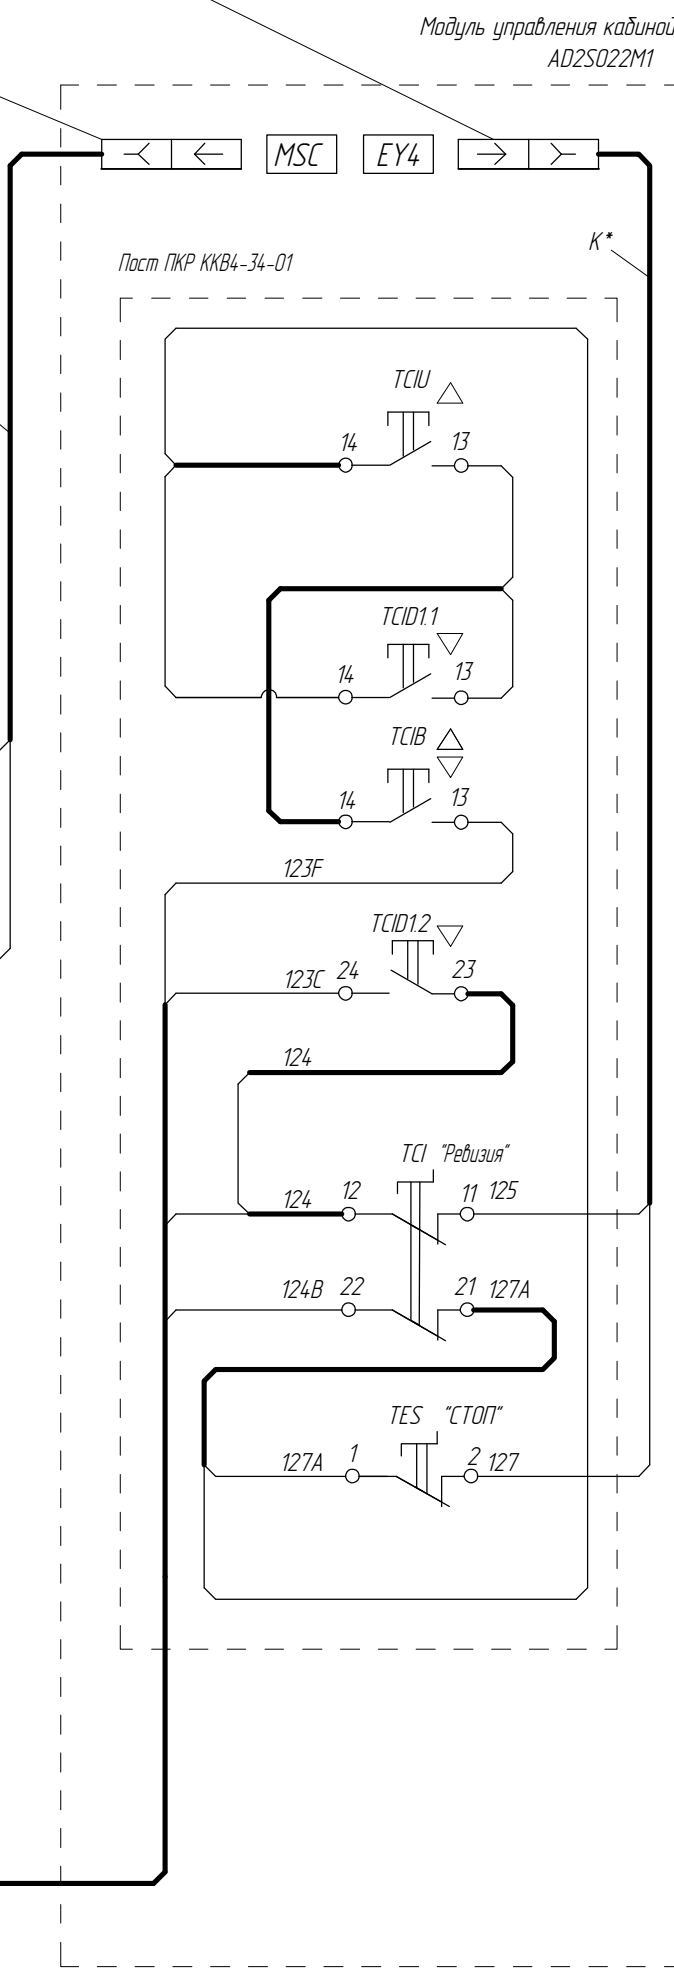 Модуль управления кабиной
AD2S022M1
MSC EY4
K*
Пост ПКР ККВ4-34-01
TCIU
14 13
TCID1.1
14 13
TCIB
14 13
123F
TCID1.2
123C 24 23
124
TCI "Ревизия"
124 12 11 125
124B 22 21 127A
TES "СТОП"
127A 1 2 127